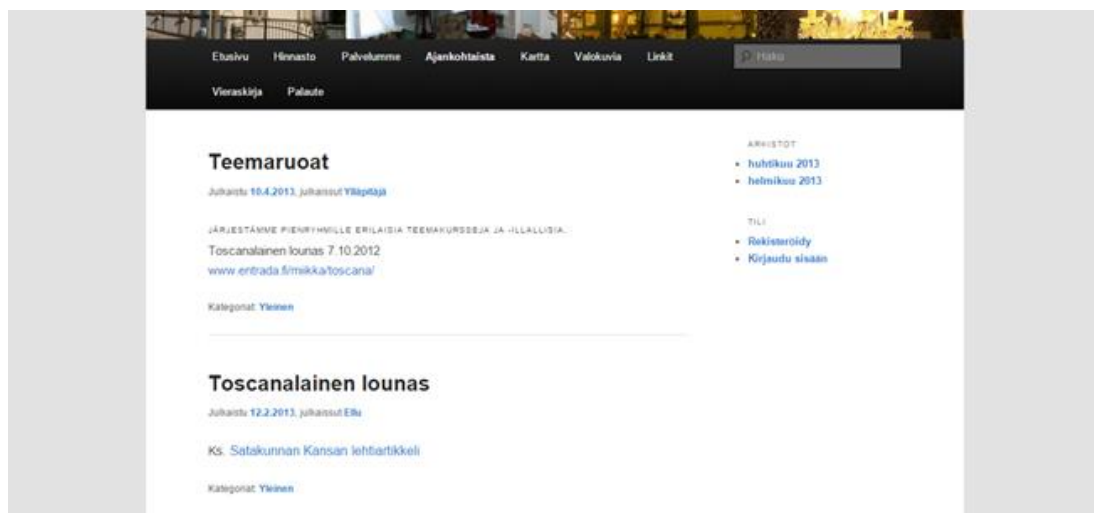 Etusivu Hinnasto Palvelumme Ajankohtaista Kartta Valokuvia Linkit Haku
Vieraskirja Palaute
Teemaruoat
Julkaistu 10.4.2013, julkaissut Ylläpitäjä
JÄRJESTÄMME PIENRYHMILLE ERILAISIA TEEMAKURSSEJA JA -ILLALLISIA.
Toscanalainen lounas 7.10.2012
www.entrada.fi/miikka/toscana/
Kategoriat: Yleinen
Toscanalainen lounas
Julkaistu 12.2.2013, julkaissut Ellu
Ks. Satakunnan Kansan lehtiartikkeli
Kategoriat: Yleinen
ARKISTOT
huhtikuu 2013
helmikuu 2013
TILI
Rekisteröidy
Kirjaudu sisään